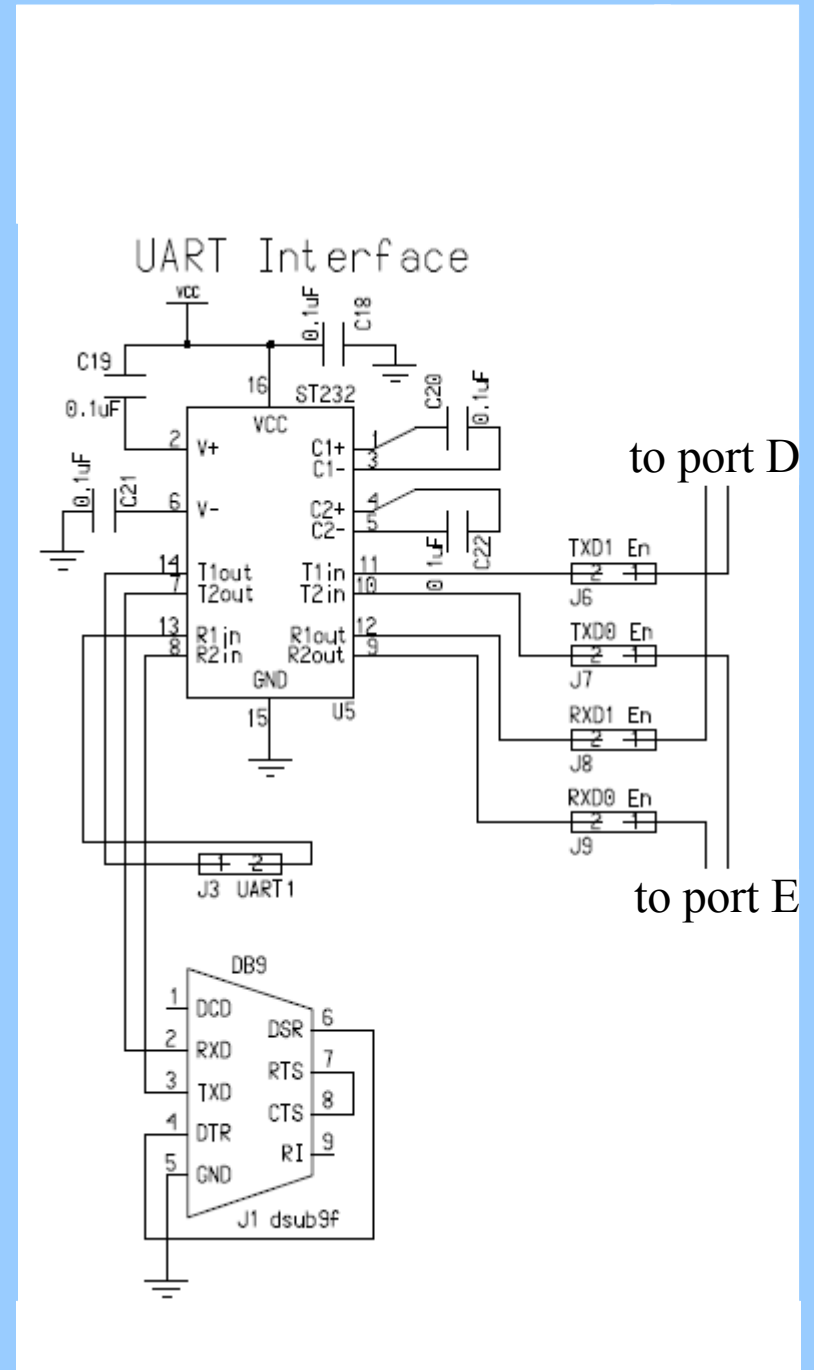 UART Interface
VCC
0.1uF
C18
C19
0.1uF
16
ST232
VCC
C20
0.1uF
2
V+
C1+
1
C1-
3
to port D
0.1uF
C21
6
V-
C2+
4
C2-
5
0.1uF
C22
14
T1out
T1in
11
TXD1 En
2 1
J6
7
T2out
T2in
10
13
R1in
R1out
12
TXD0 En
2 1
J7
8
R2in
R2out
9
GND
15
U5
RXD1 En
2 1
J8
RXD0 En
2 1
J9
1 2
J3 UART1
to port E
DB9
1
DCD
DSR
6
2
RXD
RTS
7
3
TXD
CTS
8
4
DTR
RI
9
5
GND
J1 dsub9f